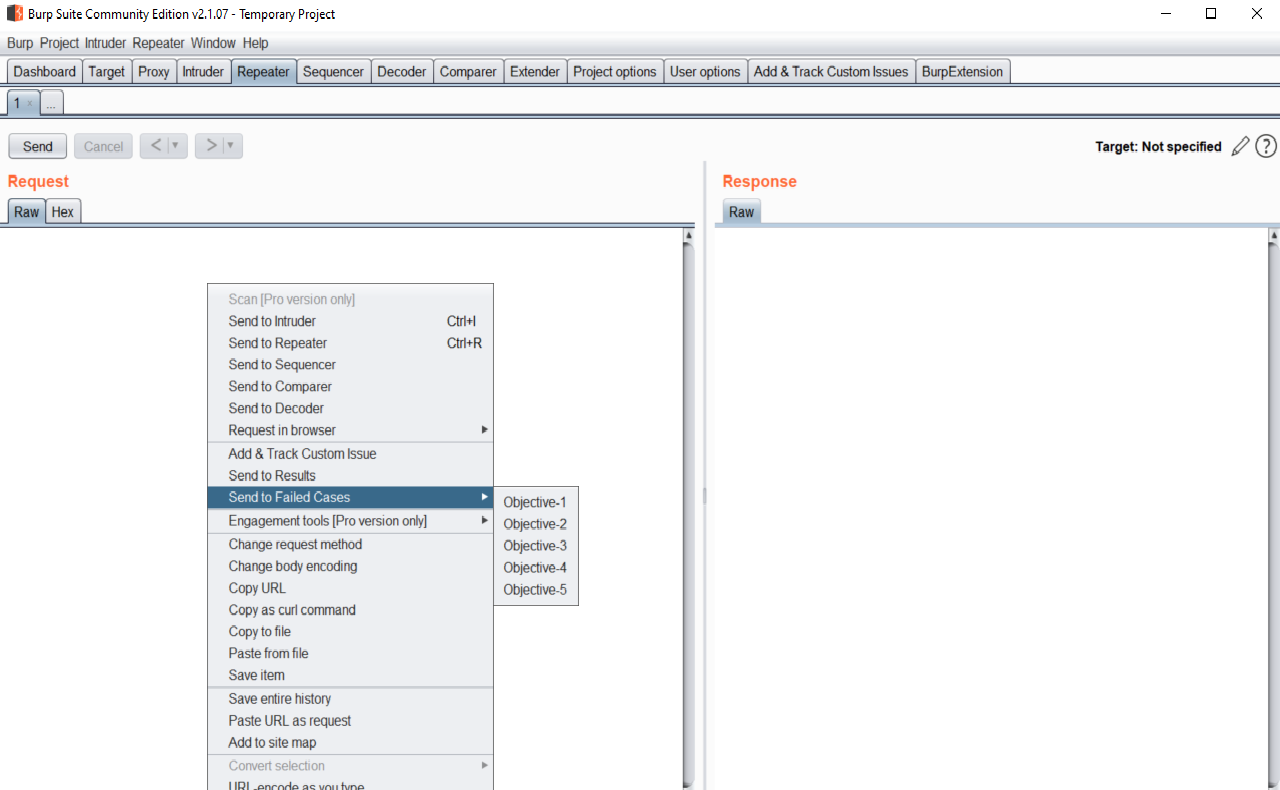 Burp Suite Community Edition v2.1.07 - Temporary Project
Burp Project Intruder Repeater Window Help
Dashboard Target Proxy Intruder Repeater Sequencer Decoder Comparer Extender Project options User options Add & Track Custom Issues BurpExtension
1 × ...
Send Cancel < ▼ > ▼ Target: Not specified ?
Request Response
Raw Hex Raw
Scan [Pro version only]
Send to Intruder Ctrl+I
Send to Repeater Ctrl+R
Send to Sequencer
Send to Comparer
Send to Decoder
Request in browser
Add & Track Custom Issue
Send to Results
Send to Failed Cases
Objective-1
Objective-2
Objective-3
Objective-4
Objective-5
Engagement tools [Pro version only]
Change request method
Change body encoding
Copy URL
Copy as curl command
Copy to file
Paste from file
Save item
Save entire history
Paste URL as request
Add to site map
Convert selection
URL-encode as you type